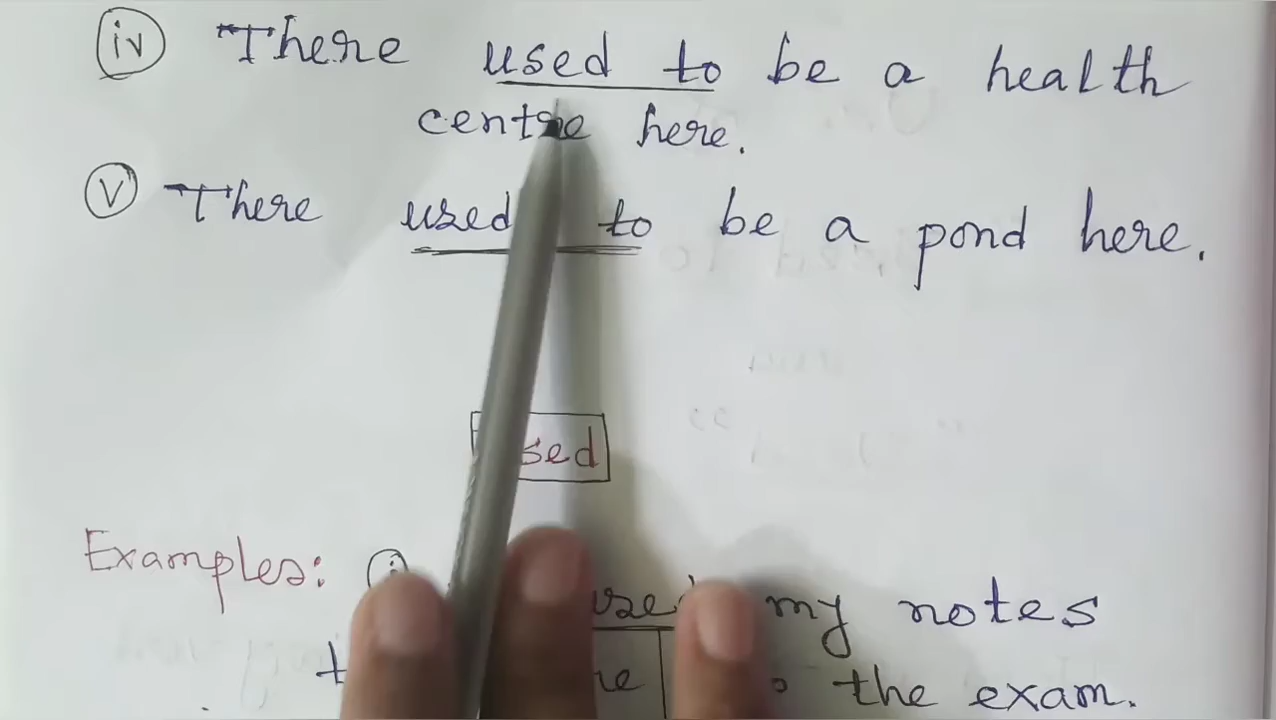 iv There used to be a health
centre here.
v There used to be a pond here.
Examples: i my notes
the exam.